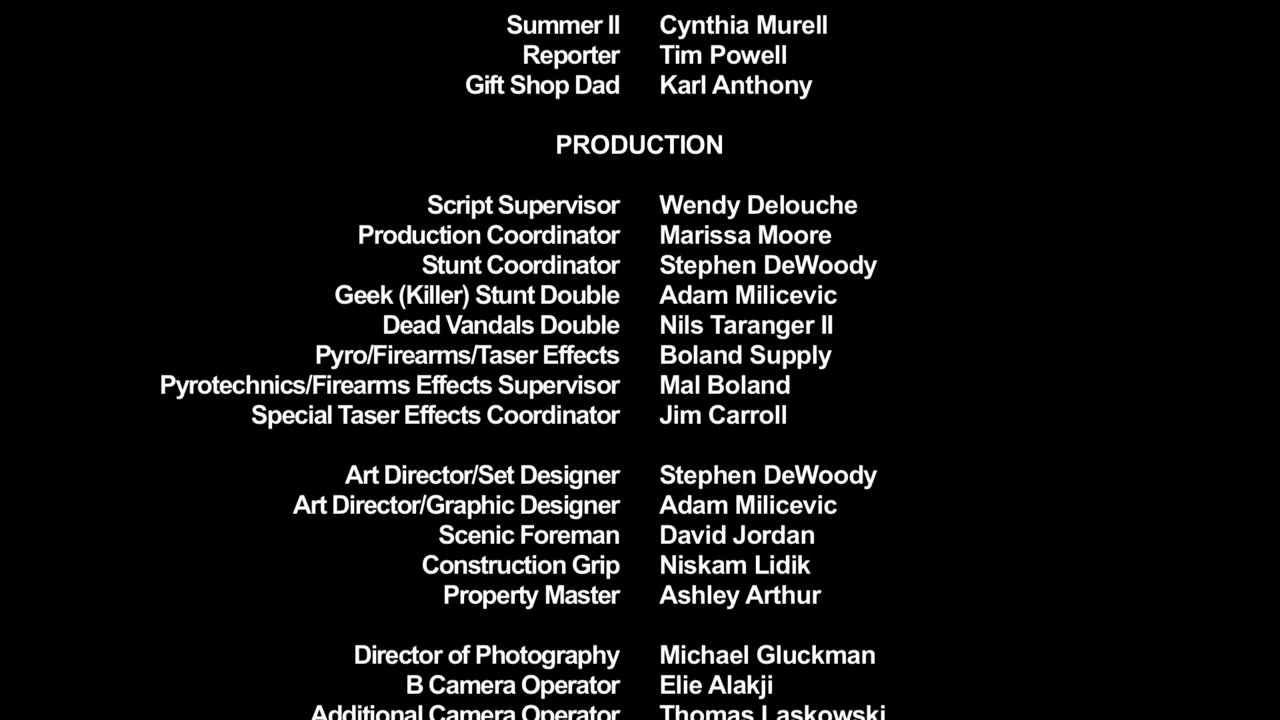 Summer II Cynthia Murell
Reporter Tim Powell
Gift Shop Dad Karl Anthony
PRODUCTION
Script Supervisor Wendy Delouche
Production Coordinator Marissa Moore
Stunt Coordinator Stephen DeWoody
Geek (Killer) Stunt Double Adam Milicevic
Dead Vandals Double Nils Taranger II
Pyro/Firearms/Taser Effects Boland Supply
Pyrotechnics/Firearms Effects Supervisor Mal Boland
Special Taser Effects Coordinator Jim Carroll
Art Director/Set Designer Stephen DeWoody
Art Director/Graphic Designer Adam Milicevic
Scenic Foreman David Jordan
Construction Grip Niskam Lidik
Property Master Ashley Arthur
Director of Photography Michael Gluckman
B Camera Operator Elie Alakji
Additional Camera Operator Thomas Laskowski